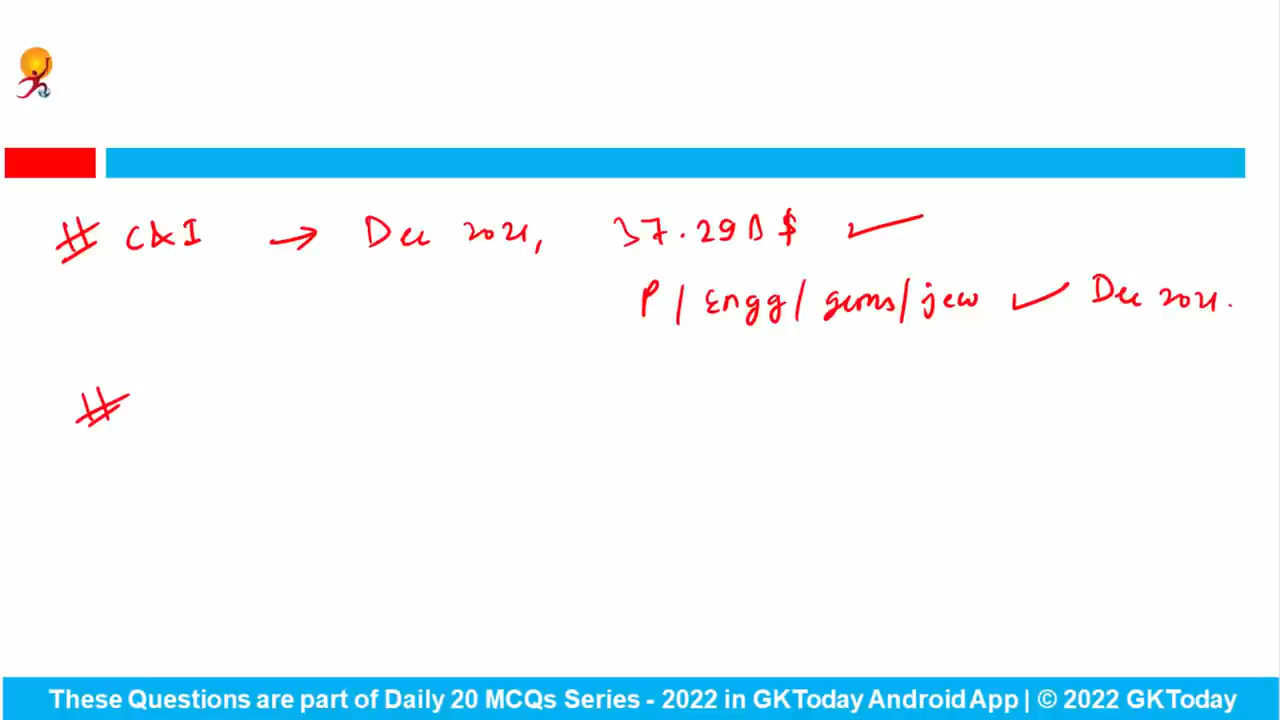 # C&I → Dec 2021, 37.29 B $ ✓
P / Engg / gems / jew ✓ Dec 2021.
#
These Questions are part of Daily 20 MCQs Series - 2022 in GKToday Android App | © 2022 GKToday